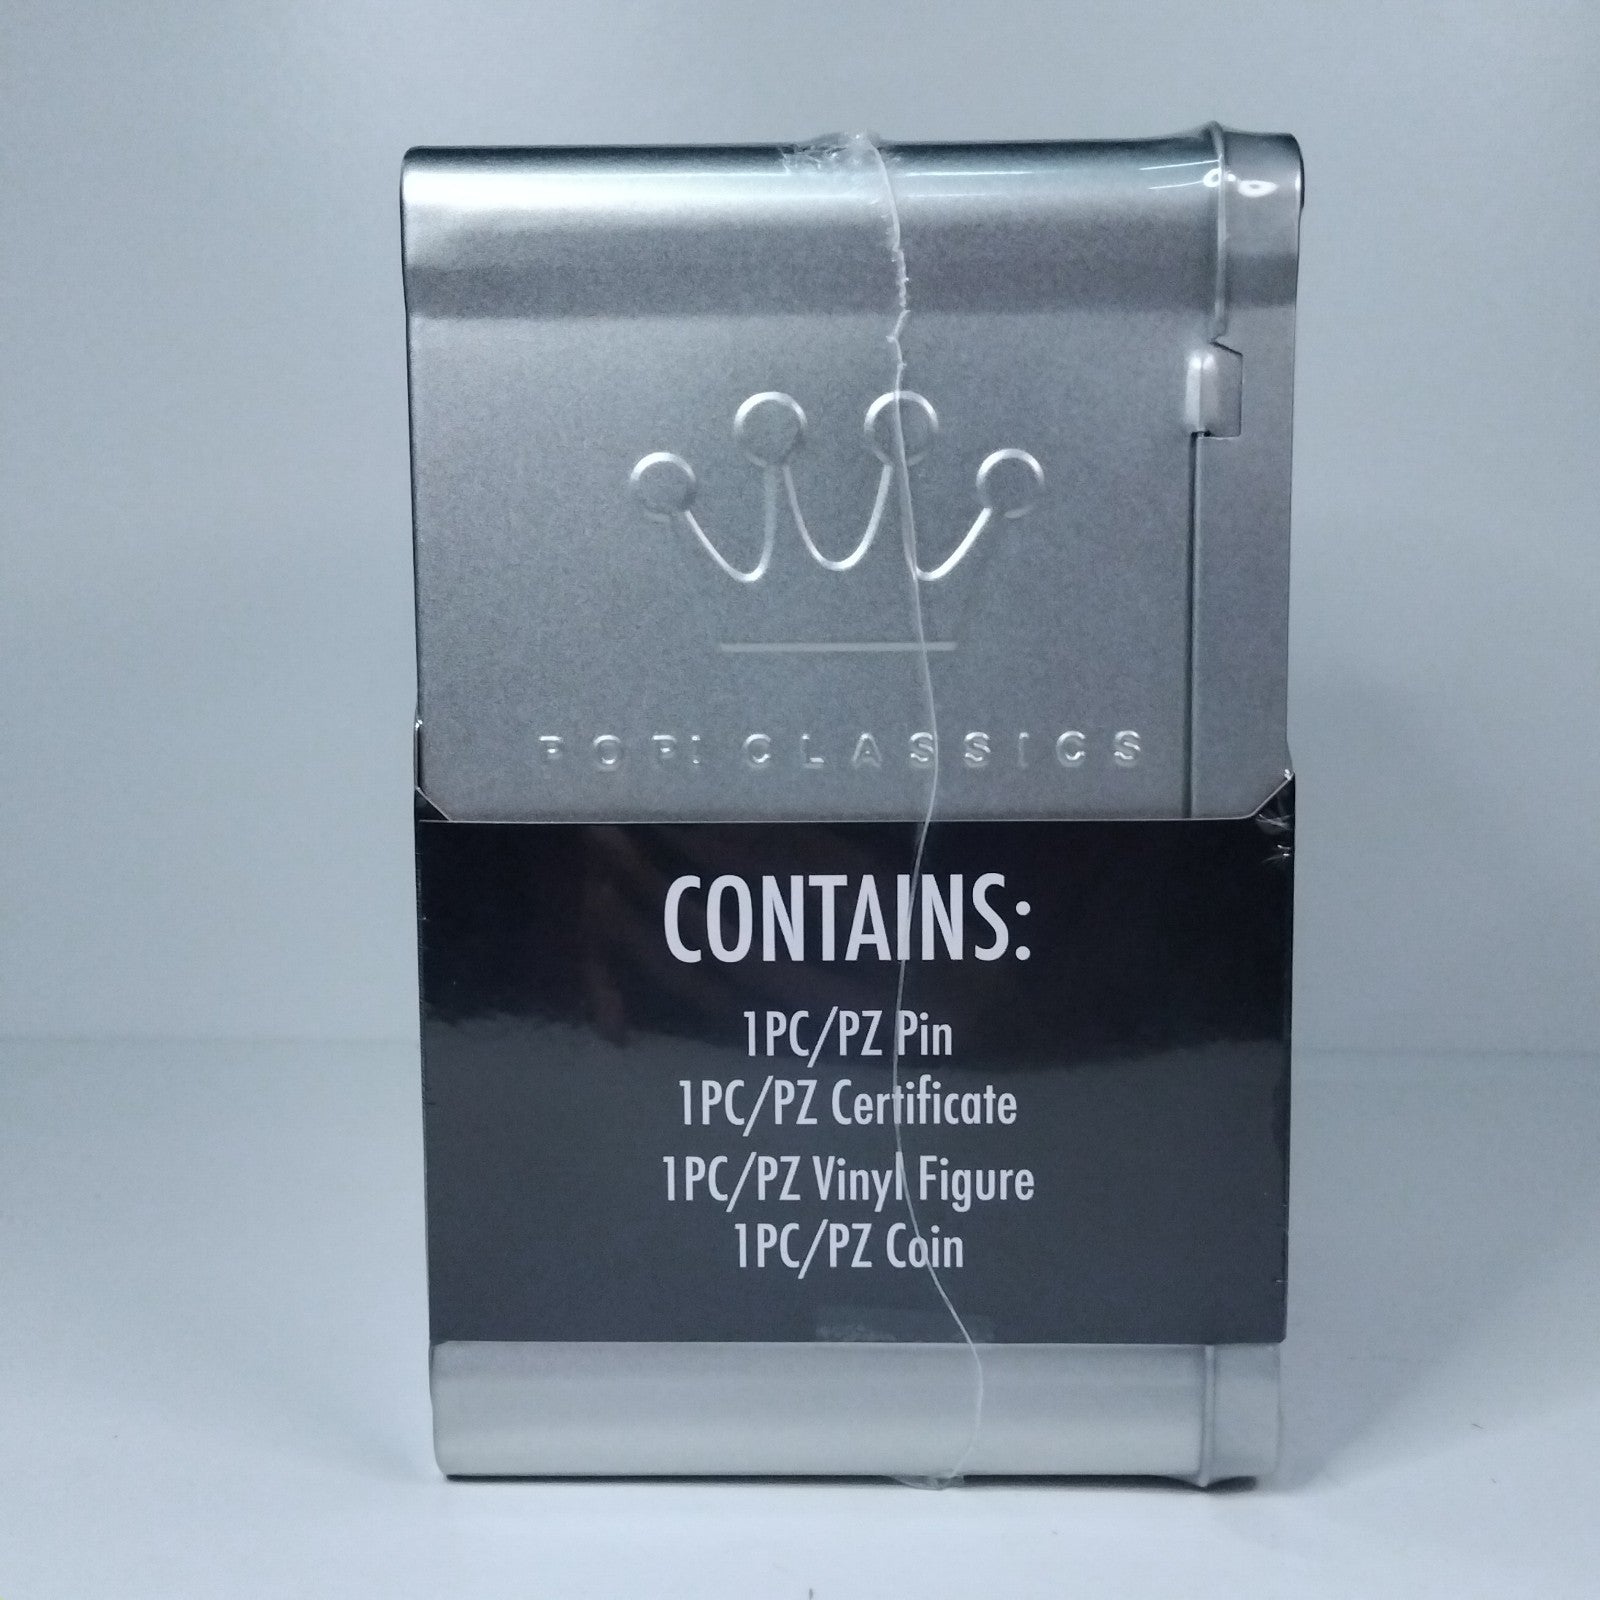 POP! CLASSICS
CONTAINS:
1PC/PZ Pin
1PC/PZ Certificate
1PC/PZ Vinyl Figure
1PC/PZ Coin